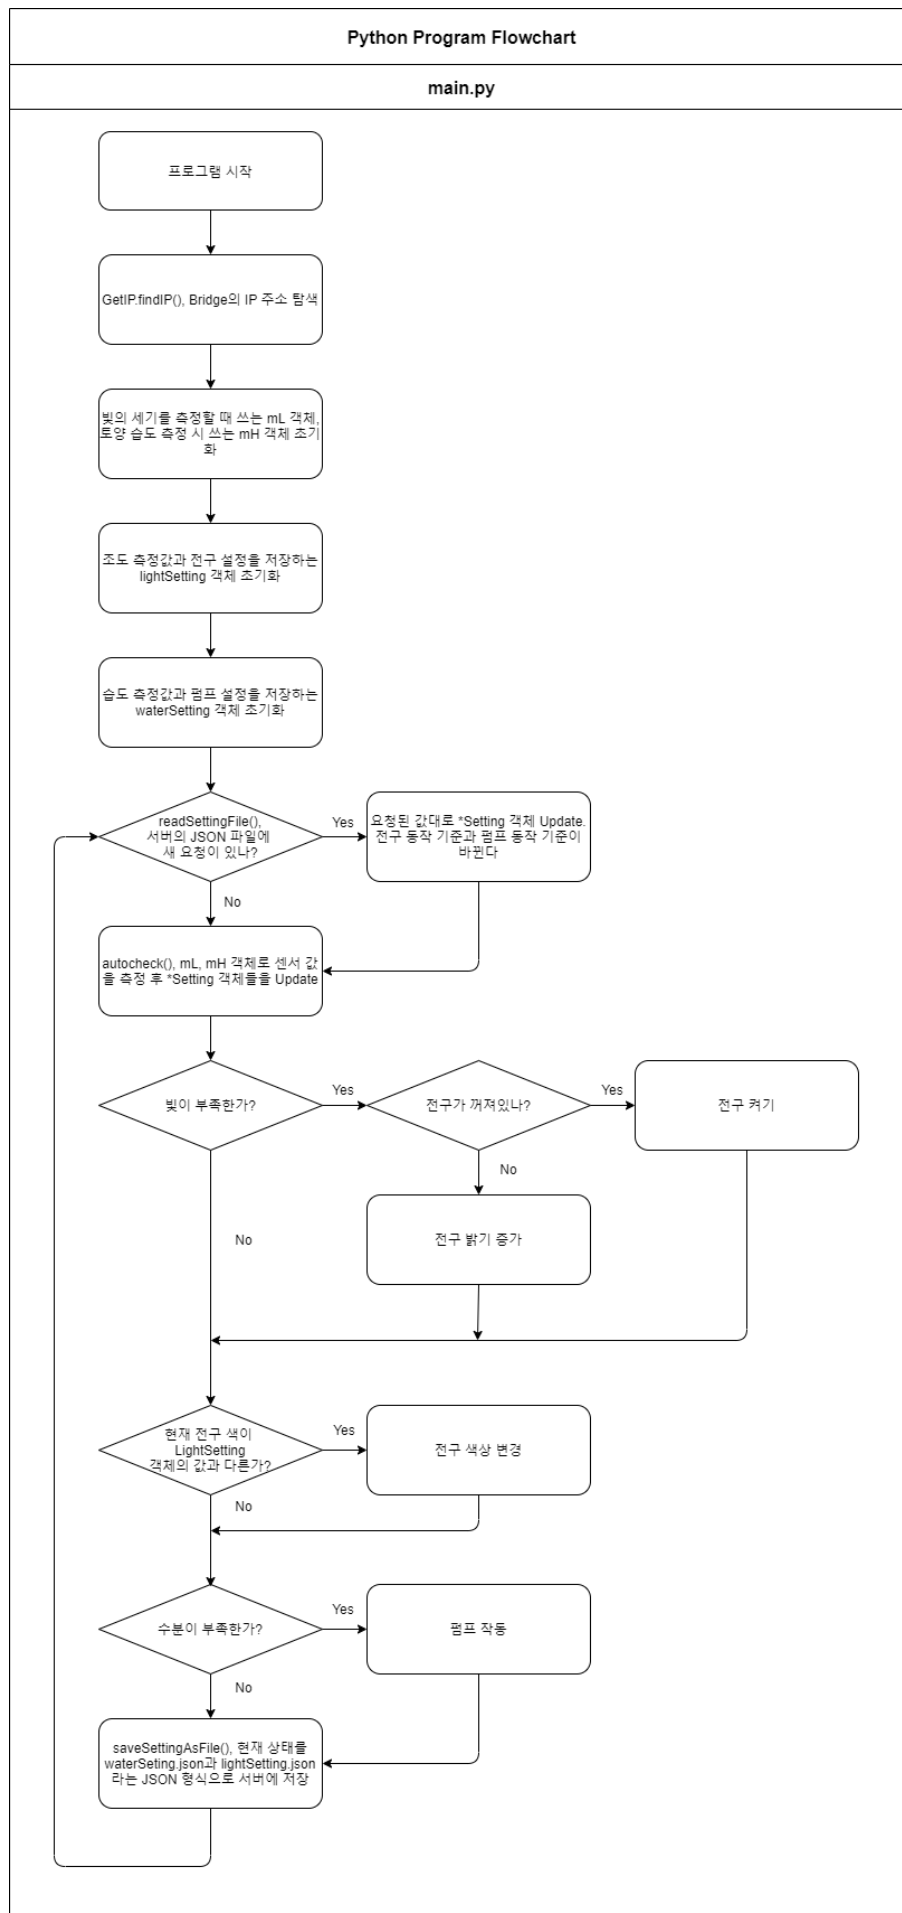 Python Program Flowchart
main.py
프로그램 시작
GetIP.findIP(), Bridge의 IP 주소 탐색
빛의 세기를 측정할 때 쓰는 mL 객체,
토양 습도 측정 시 쓰는 mH 객체 초기
화
조도 측정값과 전구 설정을 저장하는
lightSetting 객체 초기화
습도 측정값과 펌프 설정을 저장하는
waterSetting 객체 초기화
readSettingFile(),
서버의 JSON 파일에
새 요청이 있나?
Yes
요청된 값대로 *Setting 객체 Update.
전구 동작 기준과 펌프 동작 기준이
바뀐다
No
autocheck(), mL, mH 객체로 센서 값
을 측정 후 *Setting 객체들을 Update
빛이 부족한가?
Yes
전구가 꺼져있나?
Yes
전구 켜기
No
No
전구 밝기 증가
현재 전구 색이
LightSetting
객체의 값과 다른가?
Yes
전구 색상 변경
No
수분이 부족한가?
Yes
펌프 작동
No
saveSettingAsFile(), 현재 상태를
waterSeting.json과 lightSetting.json
라는 JSON 형식으로 서버에 저장